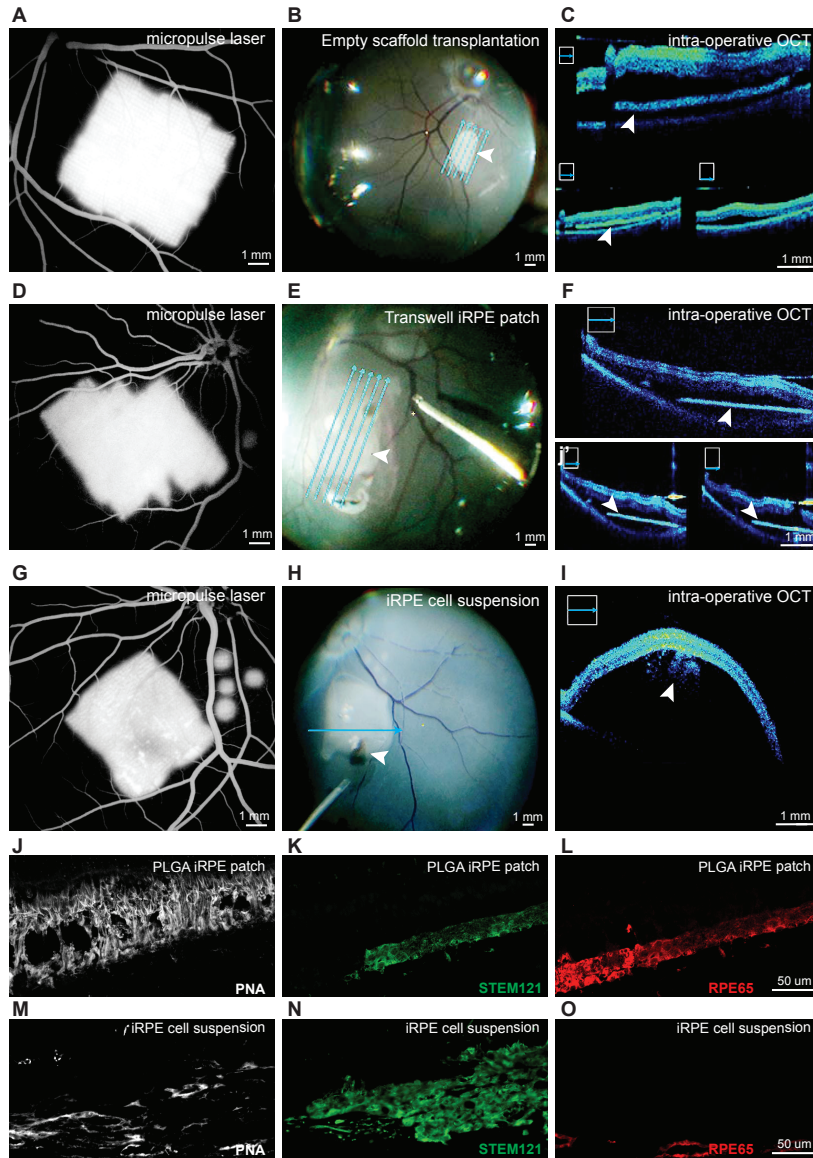 A
micropulse laser
1 mm
B
Empty scaffold transplantation
1 mm
C
intra-operative OCT
1 mm
D
micropulse laser
1 mm
E
Transwell iRPE patch
1 mm
F
intra-operative OCT
j'
1 mm
G
micropulse laser
1 mm
H
iRPE cell suspension
1 mm
I
intra-operative OCT
1 mm
J
PLGA iRPE patch
PNA
K
PLGA iRPE patch
STEM121
L
PLGA iRPE patch
50 um
RPE65
M
iRPE cell suspension
PNA
N
iRPE cell suspension
STEM121
O
iRPE cell suspension
50 um
RPE65